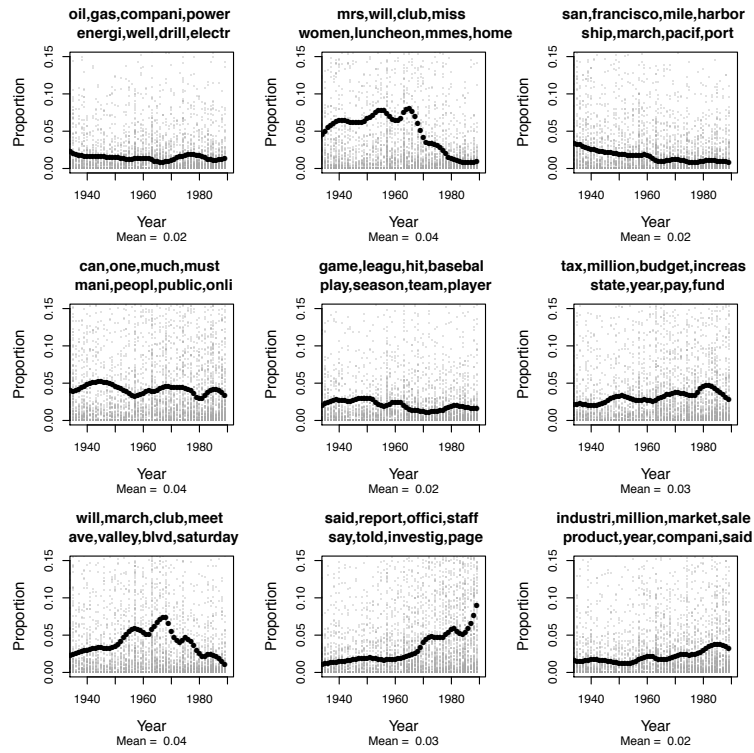 oil,gas,compani,power
energi,well,drill,electr
Proportion
0.15
0.10
0.05
0.00
1940
1960
1980
Year
Mean = 0.02
mrs,will,club,miss
women,luncheon,mmes,home
Proportion
0.15
0.10
0.05
0.00
1940
1960
1980
Year
Mean = 0.04
san,francisco,mile,harbor
ship,march,pacif,port
Proportion
0.15
0.10
0.05
0.00
1940
1960
1980
Year
Mean = 0.02
can,one,much,must
mani,peopl,public,onli
Proportion
0.15
0.10
0.05
0.00
1940
1960
1980
Year
Mean = 0.04
game,leagu,hit,basebal
play,season,team,player
Proportion
0.15
0.10
0.05
0.00
1940
1960
1980
Year
Mean = 0.02
tax,million,budget,increas
state,year,pay,fund
Proportion
0.15
0.10
0.05
0.00
1940
1960
1980
Year
Mean = 0.03
will,march,club,meet
ave,valley,blvd,saturday
Proportion
0.15
0.10
0.05
0.00
1940
1960
1980
Year
Mean = 0.04
said,report,offici,staff
say,told,investig,page
Proportion
0.15
0.10
0.05
0.00
1940
1960
1980
Year
Mean = 0.03
industri,million,market,sale
product,year,compani,said
Proportion
0.15
0.10
0.05
0.00
1940
1960
1980
Year
Mean = 0.02